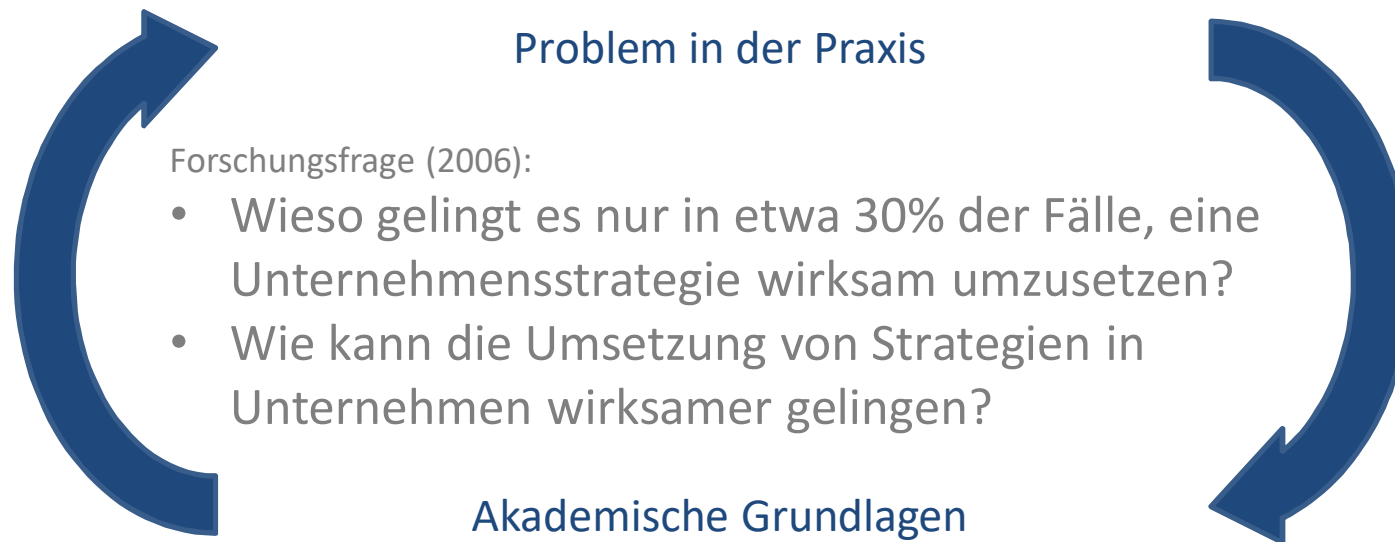 Problem in der Praxis
Forschungsfrage (2006):
• Wieso gelingt es nur in etwa 30% der Fälle, eine
Unternehmensstrategie wirksam umzusetzen?
• Wie kann die Umsetzung von Strategien in
Unternehmen wirksamer gelingen?
Akademische Grundlagen